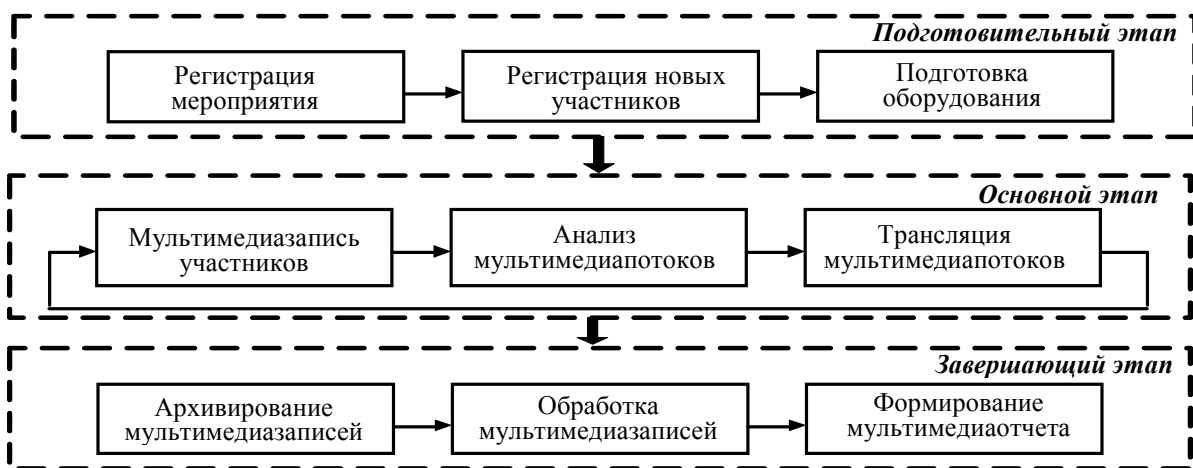 Подготовительный этап
Регистрация
мероприятия
Регистрация новых
участников
Подготовка
оборудования
Основной этап
Мультимедиазапись
участников
Анализ
мультимедиапотоков
Трансляция
мультимедиапотоков
Завершающий этап
Архивирование
мультимедиазаписей
Обработка
мультимедиазаписей
Формирование
мультимедиаотчета